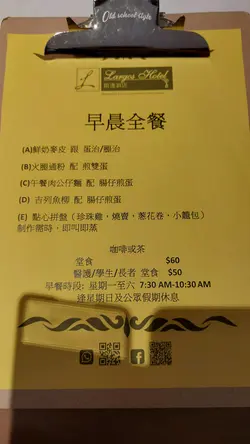 Old school style
Largos Hotel
朗逸酒店
早晨全餐
(A)鮮奶麥皮 跟 蛋治/腿治
(B)火腿通粉 配 煎雙蛋
(C)午餐肉公仔麵 配 腸仔煎蛋
(D) 吉列魚柳 配 腸仔煎蛋
(E) 點心拼盤（珍珠雞，燒賣，蔥花卷，小籠包）
制作需時，即叫即蒸
咖啡或茶
堂食 $60
醫護/學生/長者 堂食 $50
早餐時段: 星期一至六 7:30 AM-10:30 AM
逢星期日及公眾假期休息